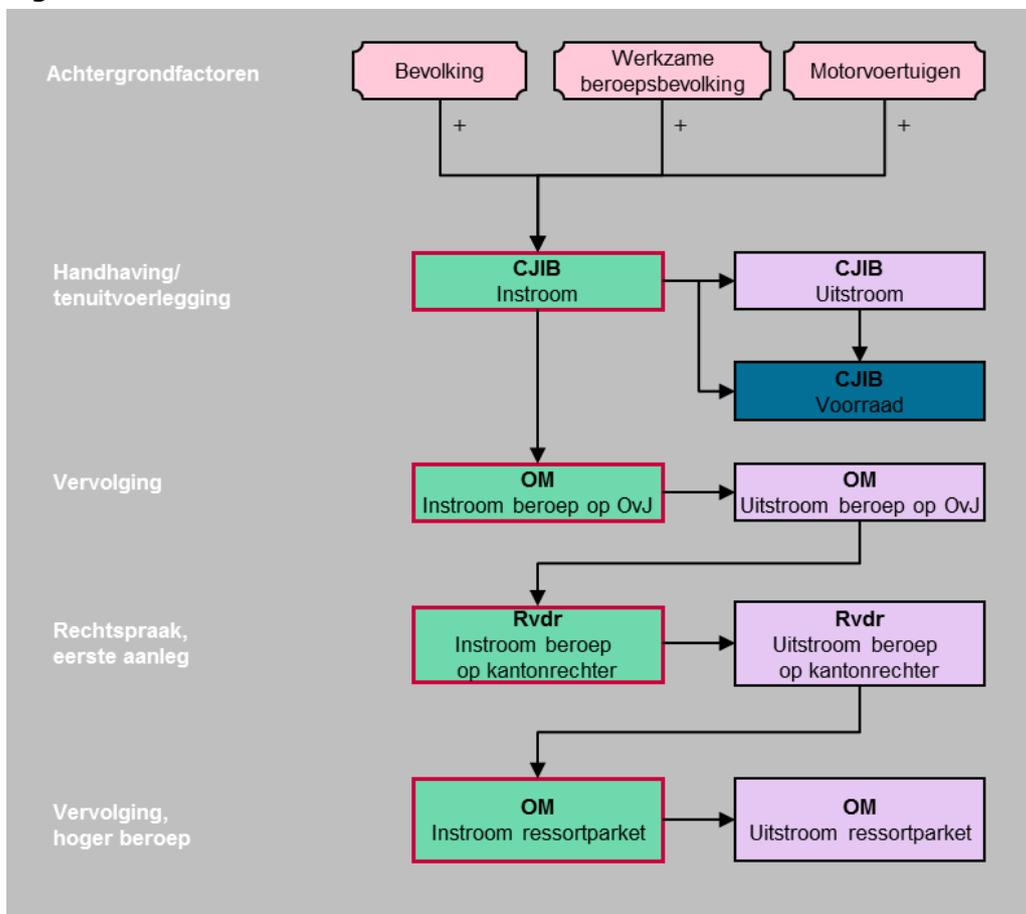 Achtergrondfactoren
Bevolking
Werkzame
beroepsbevolking
Motorvoertuigen
+
+
+
Handhaving/
tenuitvoerlegging
CJIB
Instroom
CJIB
Uitstroom
CJIB
Voorraad
Vervolging
OM
Instroom beroep op OvJ
OM
Uitstroom beroep op OvJ
Rechtspraak,
eerste aanleg
Rvdr
Instroom beroep
op kantonrechter
Rvdr
Uitstroom beroep
op kantonrechter
Vervolging,
hoger beroep
OM
Instroom ressortparket
OM
Uitstroom ressortparket